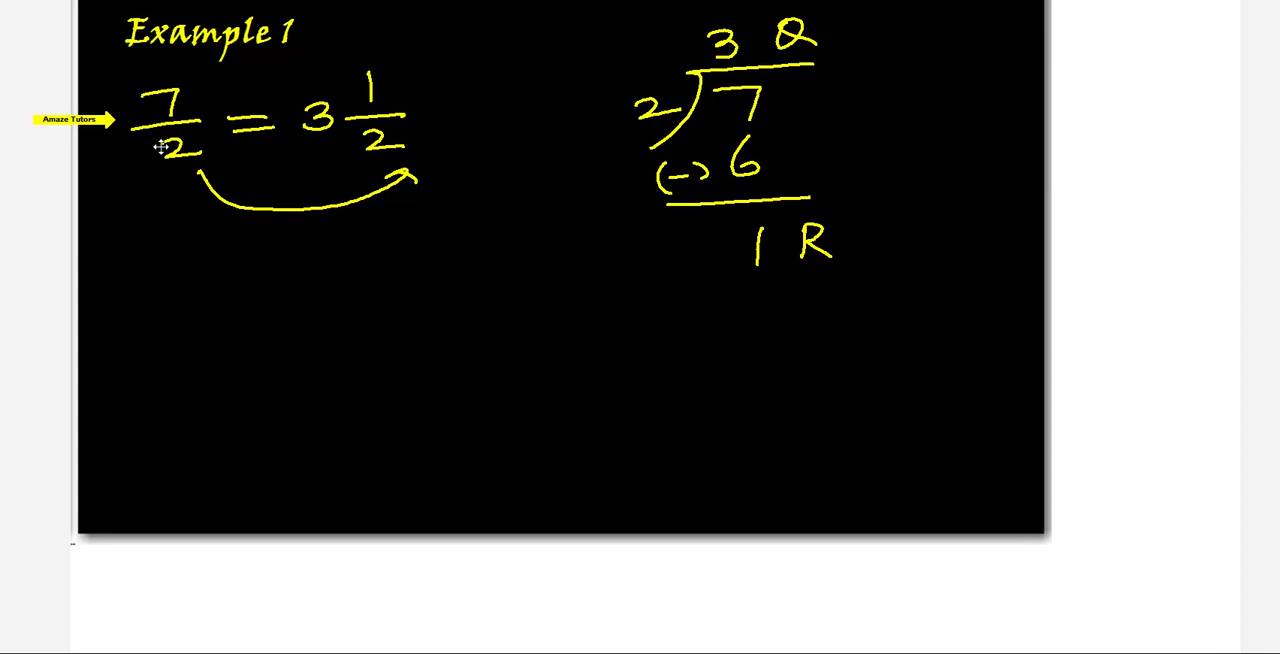 Example 1
Amaze Tutors
7/2 = 3 1/2
3 Q
2 7
(-) 6
1 R